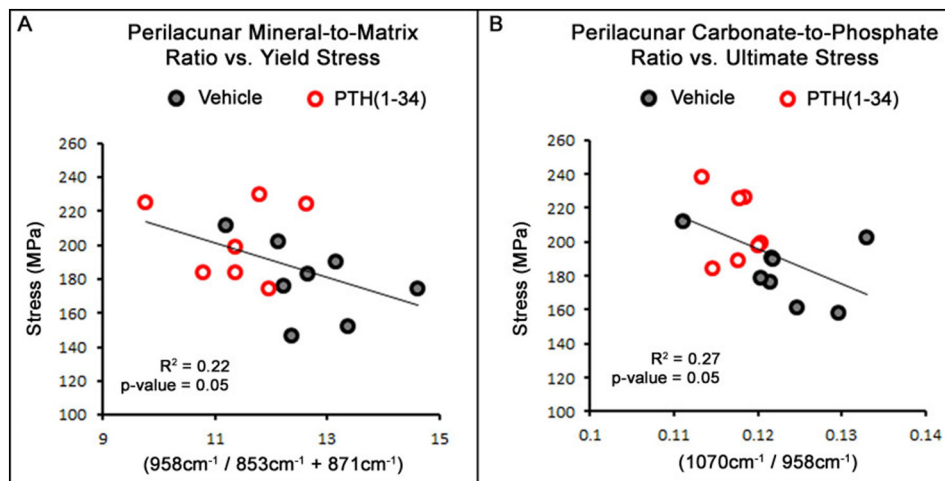 A
Perilacunar Mineral-to-Matrix
Ratio vs. Yield Stress
Vehicle
PTH(1-34)
Stress (MPa)
260
240
220
200
180
160
140
120
100
R² = 0.22
p-value = 0.05
9
11
13
15
(958cm⁻¹ / 853cm⁻¹ + 871cm⁻¹)
B
Perilacunar Carbonate-to-Phosphate
Ratio vs. Ultimate Stress
Vehicle
PTH(1-34)
Stress (MPa)
260
240
220
200
180
160
140
120
100
R² = 0.27
p-value = 0.05
0.1
0.11
0.12
0.13
0.14
(1070cm⁻¹ / 958cm⁻¹)